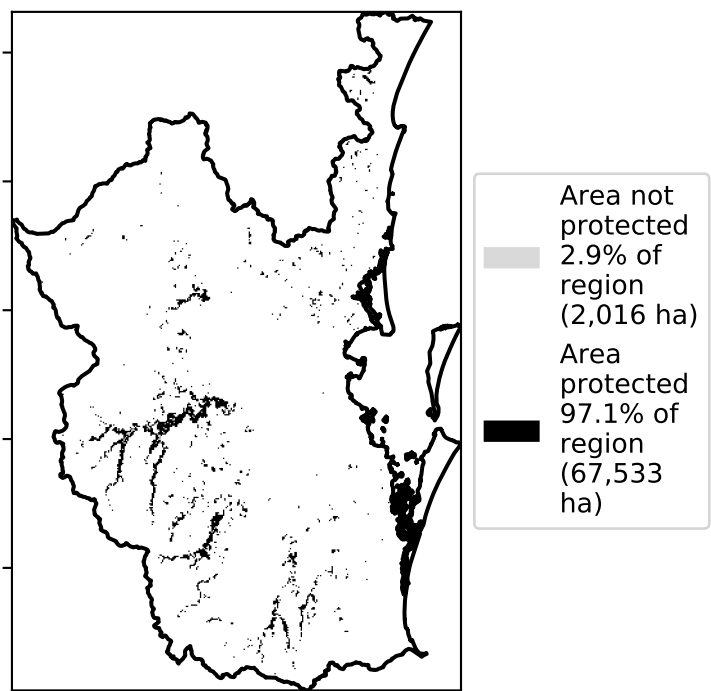 Area not
protected
2.9% of
region
(2,016 ha)
Area
protected
97.1% of
region
(67,533
ha)